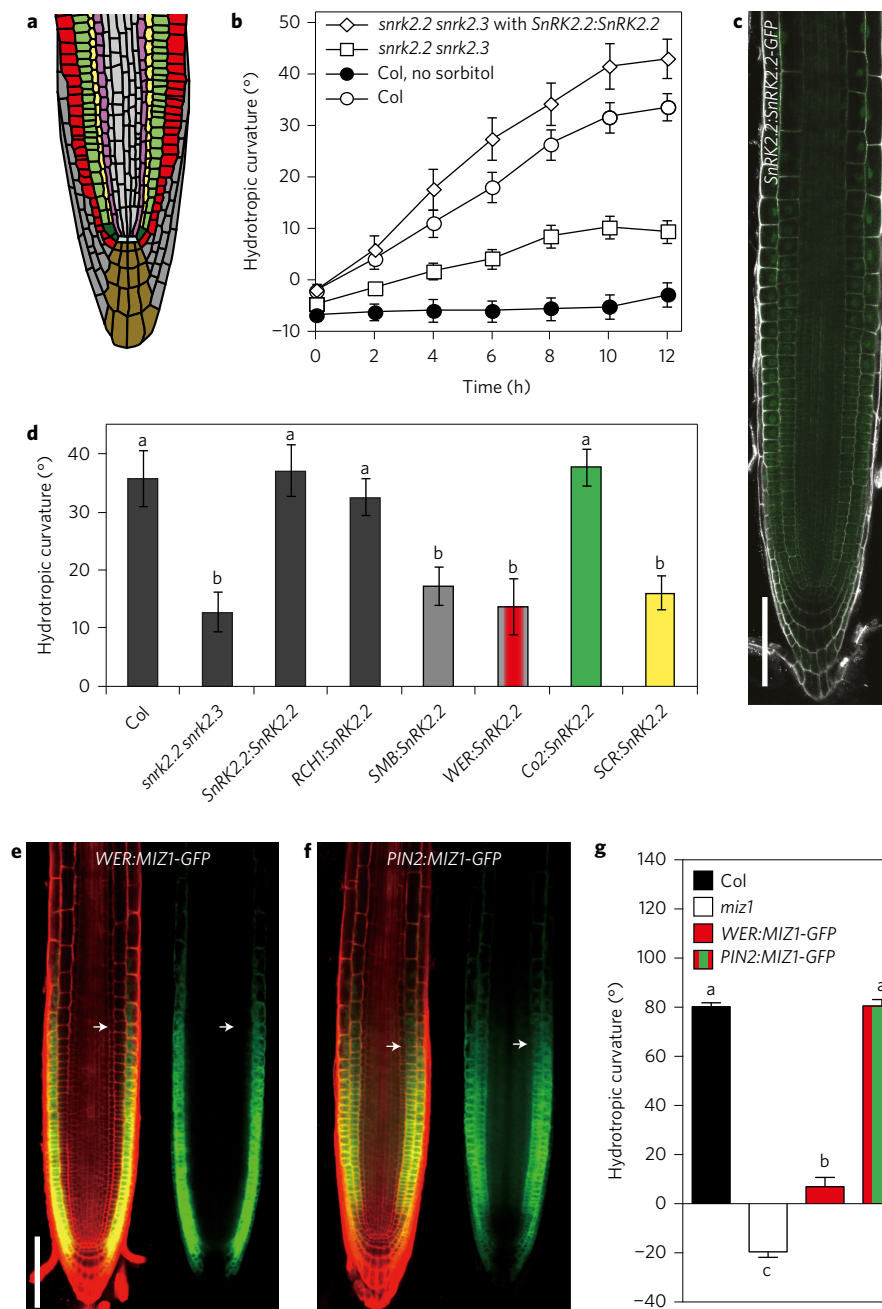 a
b
snrk2.2 snrk2.3 with SnRK2.2:SnRK2.2
snrk2.2 snrk2.3
Col, no sorbitol
Col
Hydrotropic curvature (°)
50
40
30
20
10
0
−10
0 2 4 6 8 10 12
Time (h)
c
SnRK2.2:SnRK2.2-GFP
d
Hydrotropic curvature (°)
40
30
20
10
0
a b a a b b a b
Col
snrk2.2 snrk2.3
SnRK2.2:SnRK2.2
RCH1:SnRK2.2
SMB:SnRK2.2
WER:SnRK2.2
Co2:SnRK2.2
SCR:SnRK2.2
e
WER:MIZ1-GFP
f
PIN2:MIZ1-GFP
g
Hydrotropic curvature (°)
140
120
100
80
60
40
20
0
−20
−40
Col
miz1
WER:MIZ1-GFP
PIN2:MIZ1-GFP
a
c
b
a